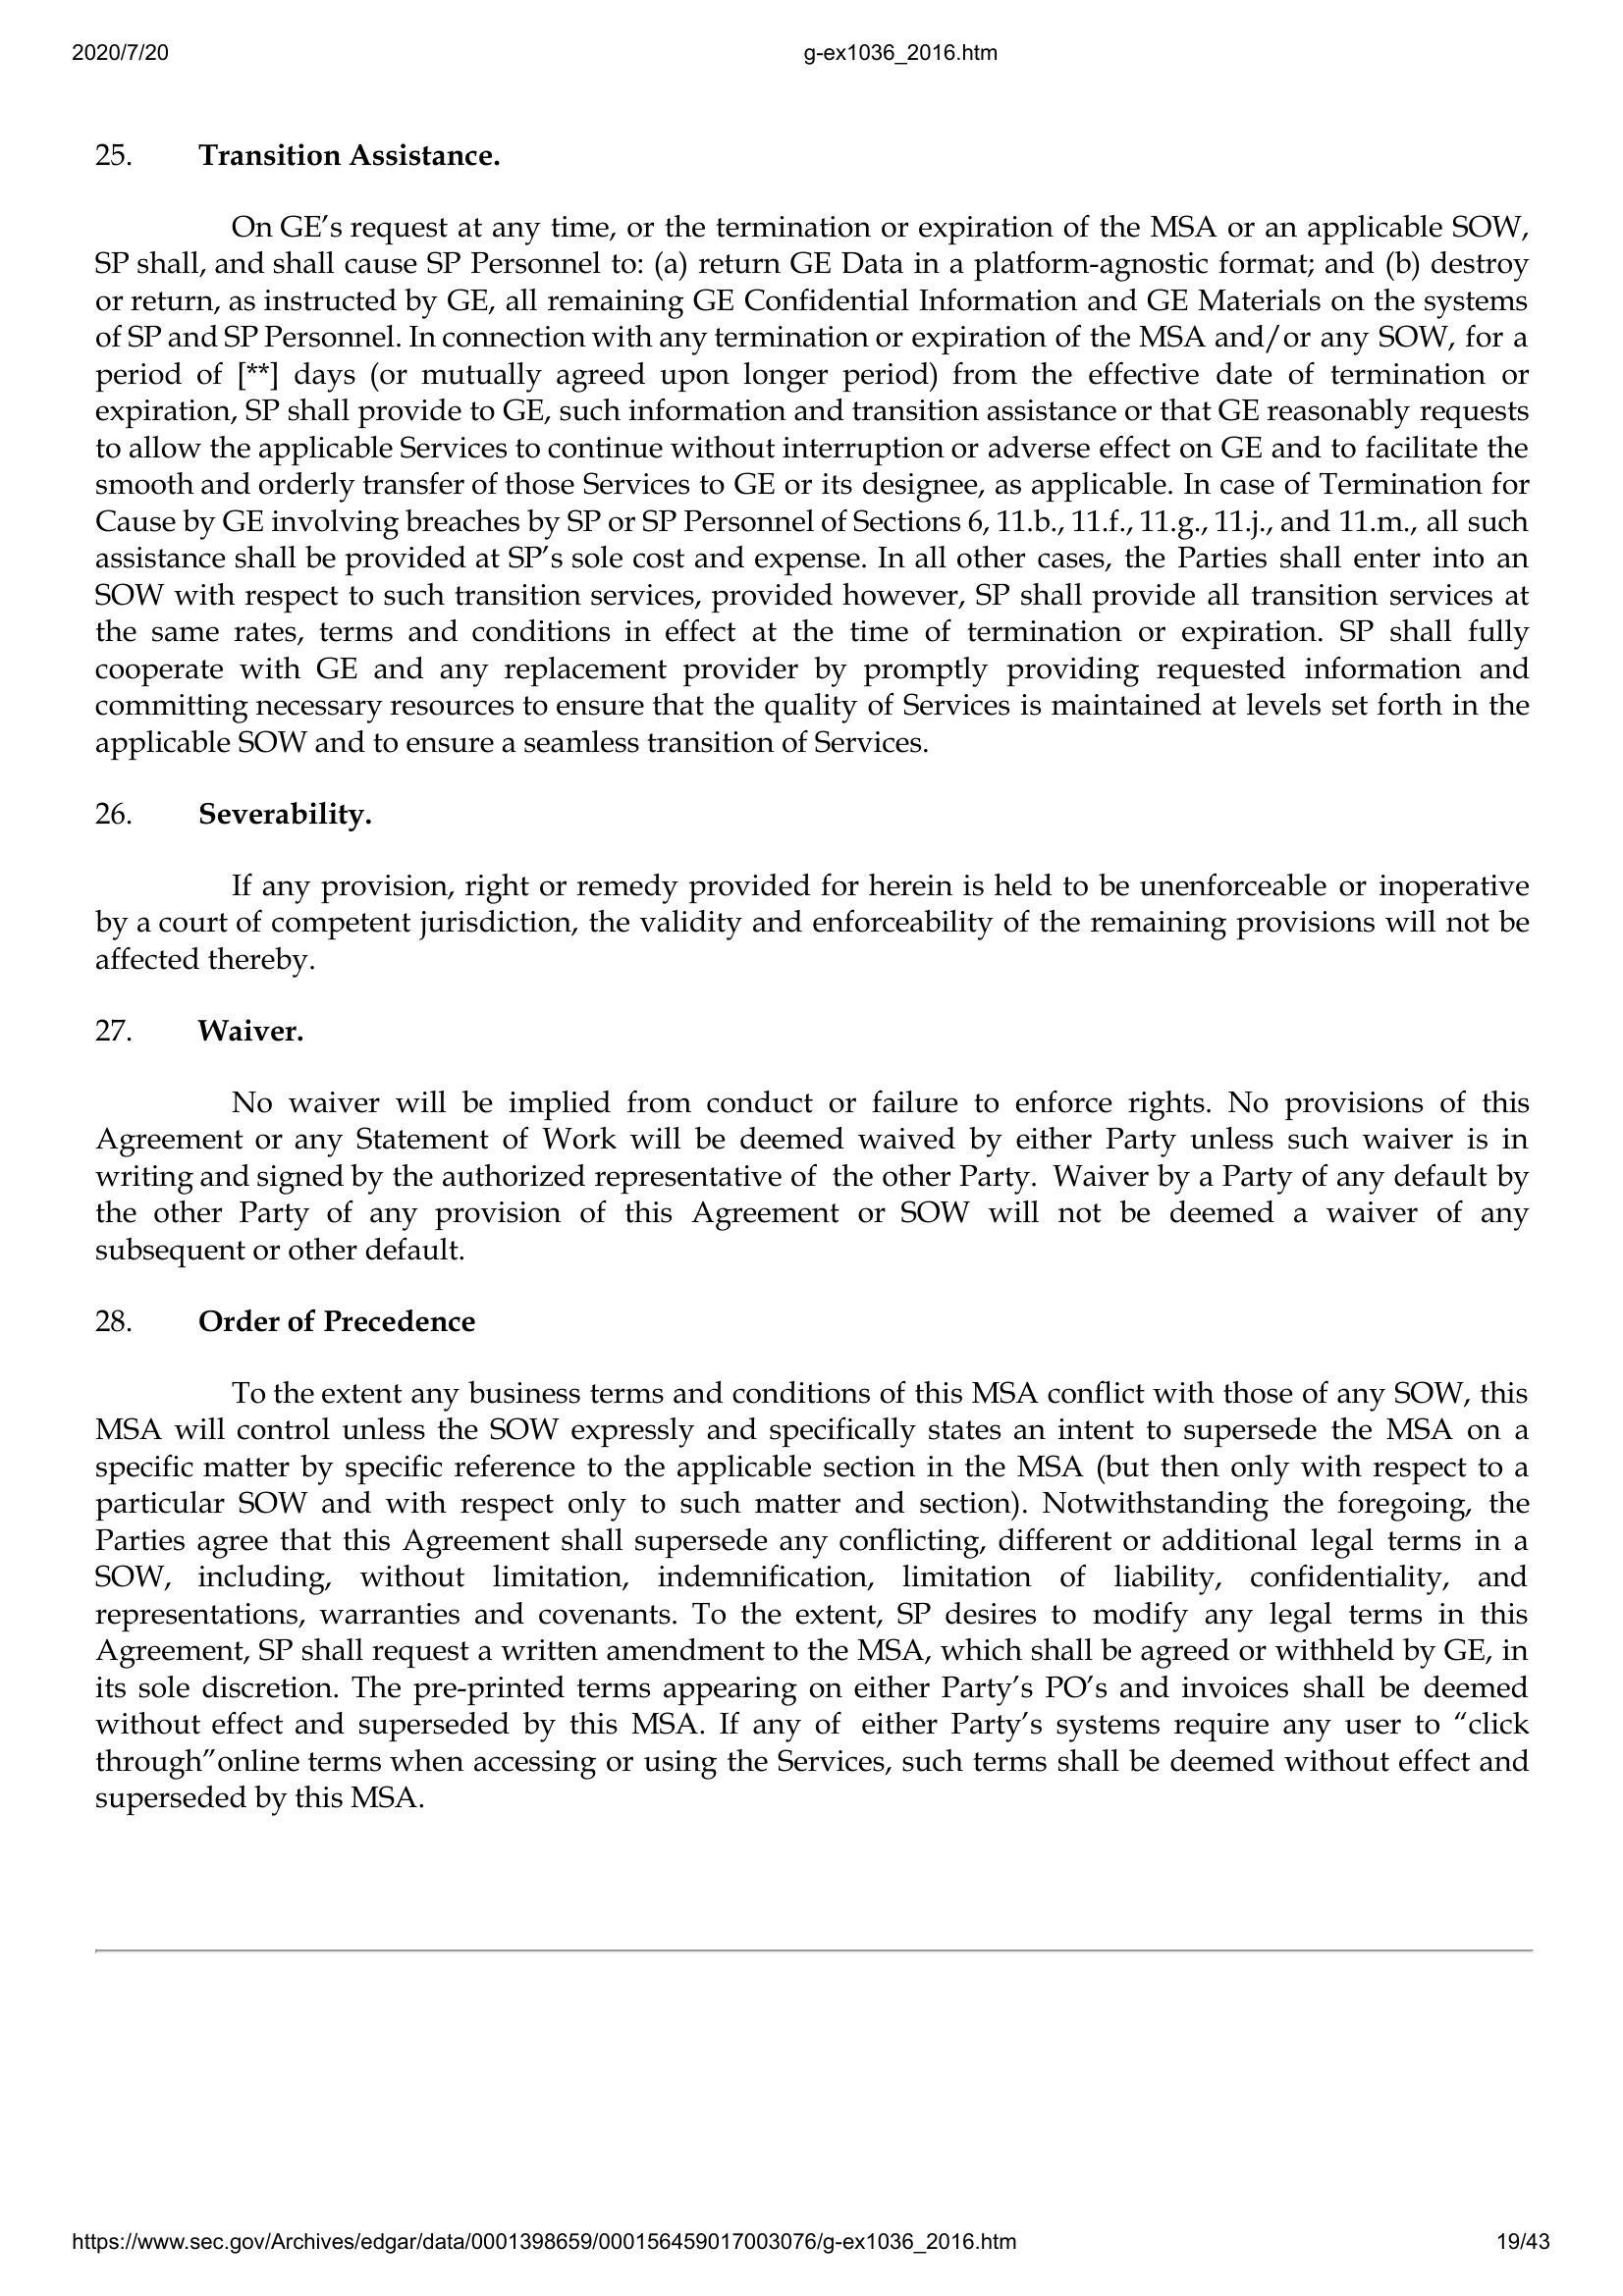 2020/7/20 g-ex1036_2016.htm
25. Transition Assistance.
On GE’s request at any time, or the termination or expiration of the MSA or an applicable SOW,
SP shall, and shall cause SP Personnel to: (a) return GE Data in a platform-agnostic format; and (b) destroy
or return, as instructed by GE, all remaining GE Confidential Information and GE Materials on the systems
of SP and SP Personnel. In connection with any termination or expiration of the MSA and/or any SOW, for a
period of [**] days (or mutually agreed upon longer period) from the effective date of termination or
expiration, SP shall provide to GE, such information and transition assistance or that GE reasonably requests
to allow the applicable Services to continue without interruption or adverse effect on GE and to facilitate the
smooth and orderly transfer of those Services to GE or its designee, as applicable. In case of Termination for
Cause by GE involving breaches by SP or SP Personnel of Sections 6, 11.b., 11.f., 11.g., 11.j., and 11.m., all such
assistance shall be provided at SP’s sole cost and expense. In all other cases, the Parties shall enter into an
SOW with respect to such transition services, provided however, SP shall provide all transition services at
the same rates, terms and conditions in effect at the time of termination or expiration. SP shall fully
cooperate with GE and any replacement provider by promptly providing requested information and
committing necessary resources to ensure that the quality of Services is maintained at levels set forth in the
applicable SOW and to ensure a seamless transition of Services.
26. Severability.
If any provision, right or remedy provided for herein is held to be unenforceable or inoperative
by a court of competent jurisdiction, the validity and enforceability of the remaining provisions will not be
affected thereby.
27. Waiver.
No waiver will be implied from conduct or failure to enforce rights. No provisions of this
Agreement or any Statement of Work will be deemed waived by either Party unless such waiver is in
writing and signed by the authorized representative of the other Party. Waiver by a Party of any default by
the other Party of any provision of this Agreement or SOW will not be deemed a waiver of any
subsequent or other default.
28. Order of Precedence
To the extent any business terms and conditions of this MSA conflict with those of any SOW, this
MSA will control unless the SOW expressly and specifically states an intent to supersede the MSA on a
specific matter by specific reference to the applicable section in the MSA (but then only with respect to a
particular SOW and with respect only to such matter and section). Notwithstanding the foregoing, the
Parties agree that this Agreement shall supersede any conflicting, different or additional legal terms in a
SOW, including, without limitation, indemnification, limitation of liability, confidentiality, and
representations, warranties and covenants. To the extent, SP desires to modify any legal terms in this
Agreement, SP shall request a written amendment to the MSA, which shall be agreed or withheld by GE, in
its sole discretion. The pre-printed terms appearing on either Party’s PO’s and invoices shall be deemed
without effect and superseded by this MSA. If any of either Party’s systems require any user to “click
through”online terms when accessing or using the Services, such terms shall be deemed without effect and
superseded by this MSA.
https://www.sec.gov/Archives/edgar/data/0001398659/000156459017003076/g-ex1036_2016.htm 19/43